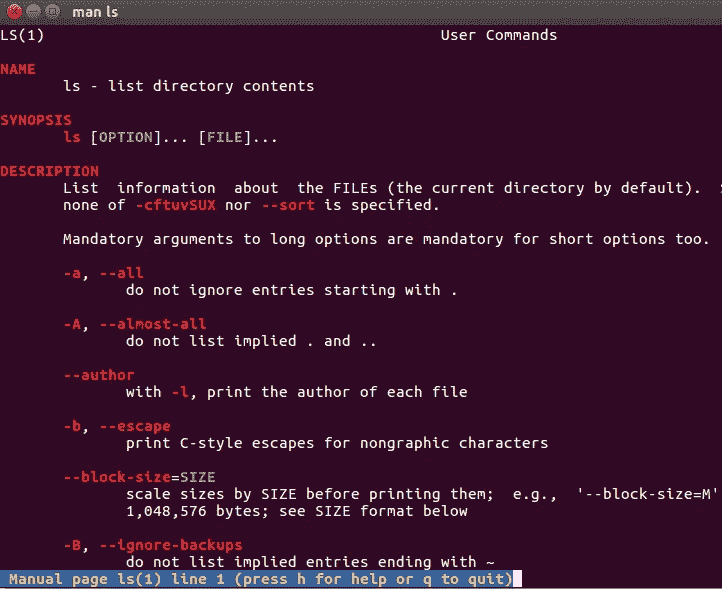 man ls
LS(1) User Commands
NAME
ls - list directory contents
SYNOPSIS
ls [OPTION]... [FILE]...
DESCRIPTION
List information about the FILEs (the current directory by default).
none of -cftuvSUX nor --sort is specified.
Mandatory arguments to long options are mandatory for short options too.
-a, --all
do not ignore entries starting with .
-A, --almost-all
do not list implied . and ..
--author
with -l, print the author of each file
-b, --escape
print C-style escapes for nongraphic characters
--block-size=SIZE
scale sizes by SIZE before printing them; e.g., '--block-size=M'
1,048,576 bytes; see SIZE format below
-B, --ignore-backups
do not list implied entries ending with ~
Manual page ls(1) line 1 (press h for help or q to quit)